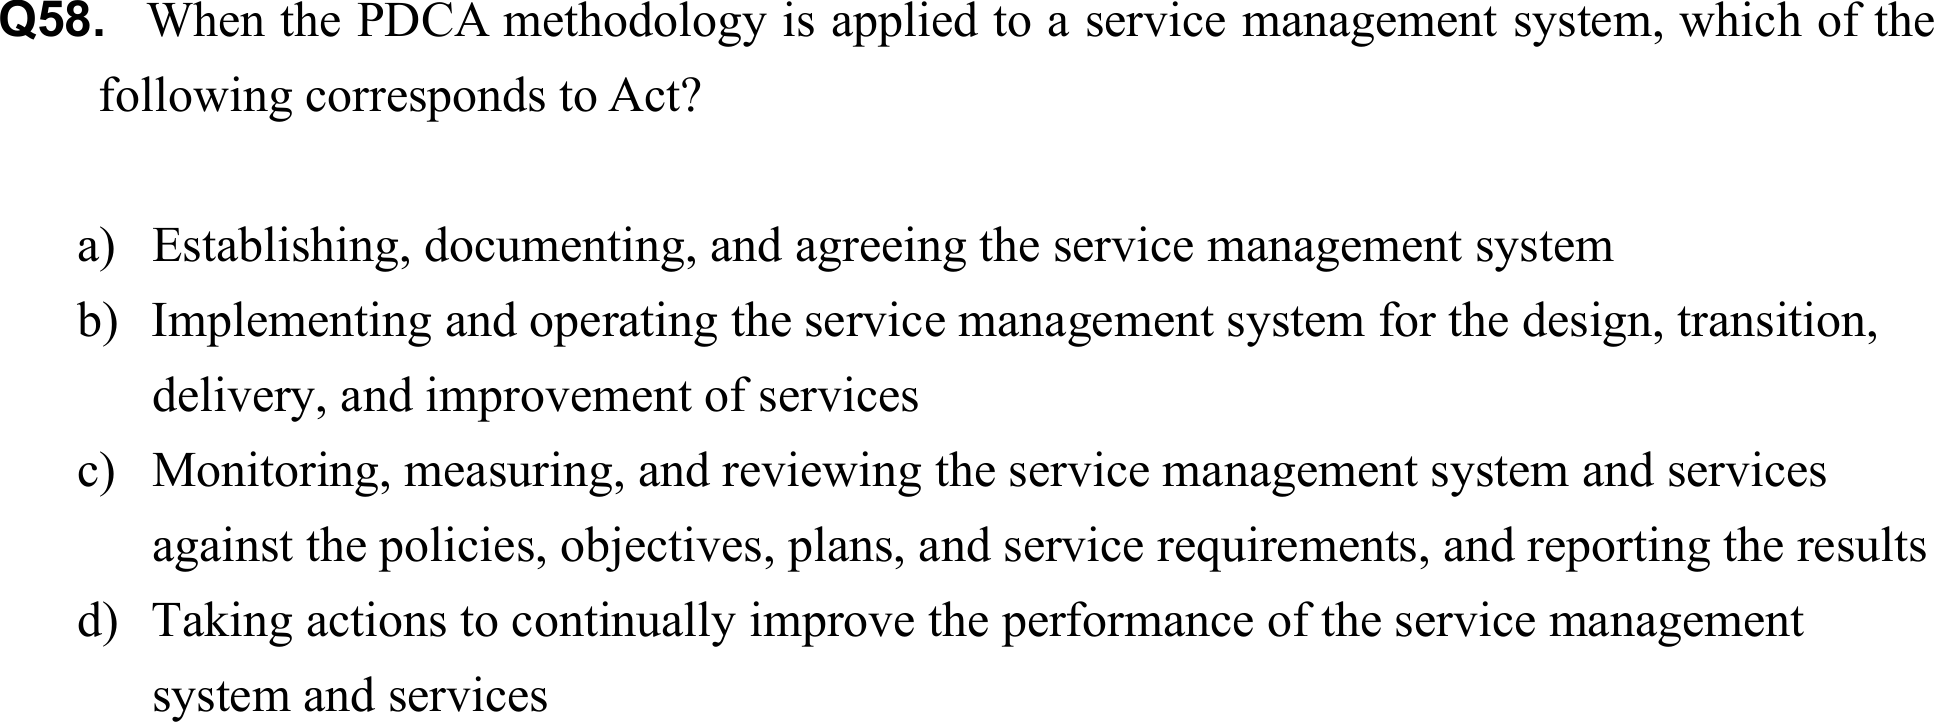 Q58. When the PDCA methodology is applied to a service management system, which of the
following corresponds to Act?
a) Establishing, documenting, and agreeing the service management system
b) Implementing and operating the service management system for the design, transition,
delivery, and improvement of services
c) Monitoring, measuring, and reviewing the service management system and services
against the policies, objectives, plans, and service requirements, and reporting the results
d) Taking actions to continually improve the performance of the service management
system and services